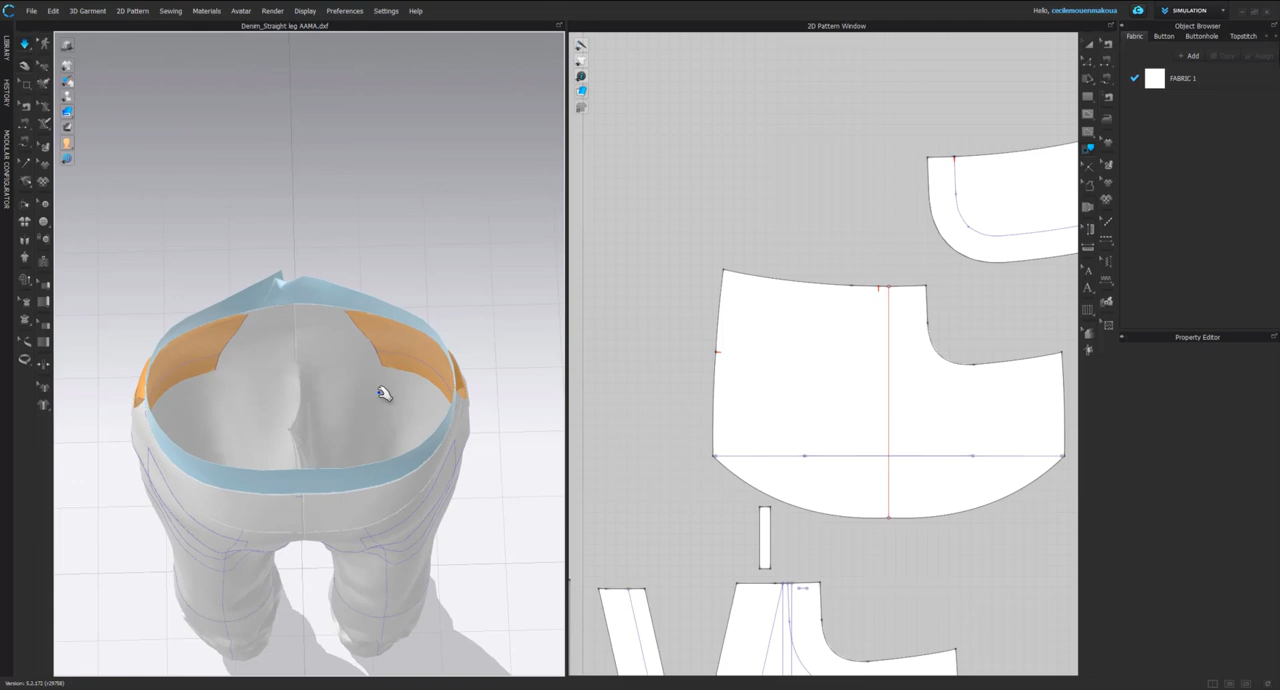 File Edit 3D Garment 2D Pattern Sewing Materials Avatar Render Display Preferences Settings Help
Hello, cecilemouenmakoua
SIMULATION
Denim_Straight leg AAMA.dxf
2D Pattern Window
Object Browser
Fabric Button Buttonhole Topstitch
+ Add Copy Assign
FABRIC 1
LIBRARY
HISTORY
MODULAR CONFIGURATOR
Property Editor